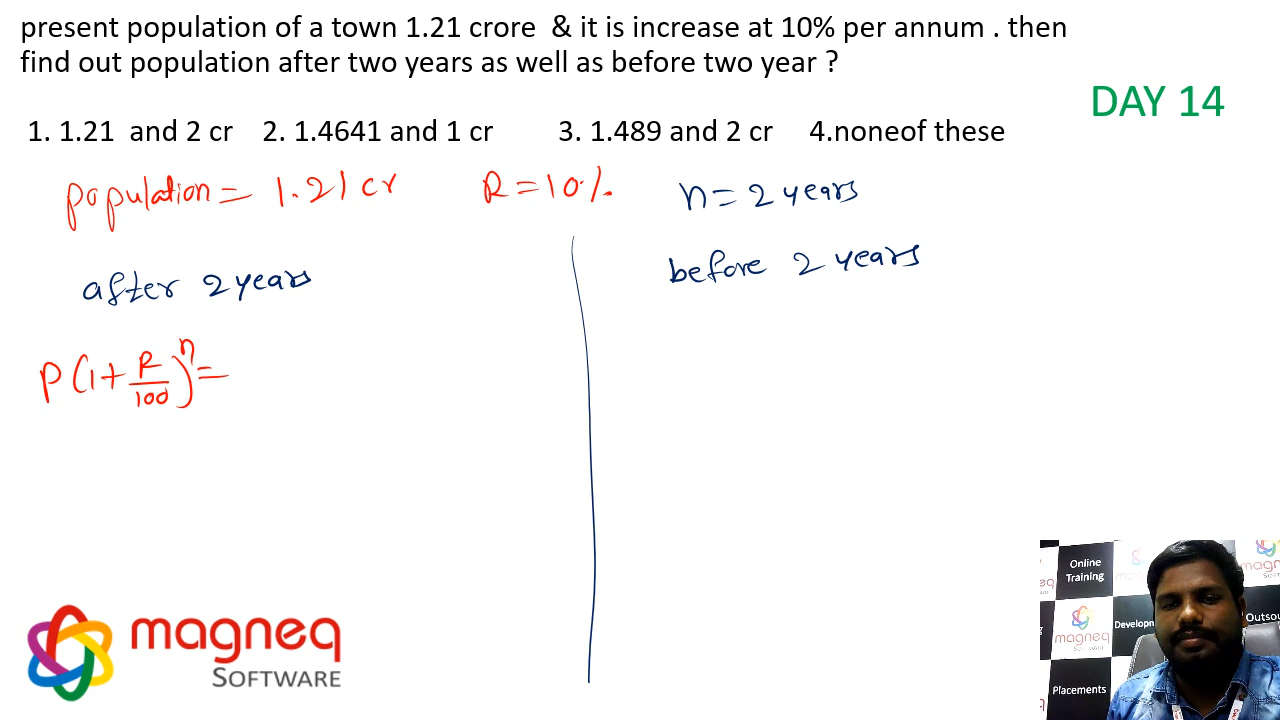 present population of a town 1.21 crore & it is increase at 10% per annum . then
find out population after two years as well as before two year ?
DAY 14
1. 1.21 and 2 cr 2. 1.4641 and 1 cr 3. 1.489 and 2 cr 4.noneof these
population = 1.21 cr R = 10% n = 2 years
after 2 years
before 2 years
P(1+R/100)^n =
Online
Training
magneq
Developn
Outsou
Placements
magneq
SOFTWARE